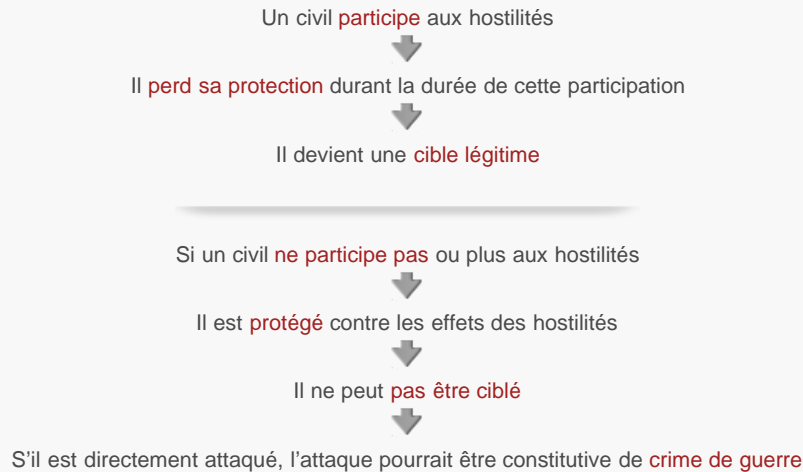 Un civil participe aux hostilités
Il perd sa protection durant la durée de cette participation
Il devient une cible légitime
Si un civil ne participe pas ou plus aux hostilités
Il est protégé contre les effets des hostilités
Il ne peut pas être ciblé
S'il est directement attaqué, l’attaque pourrait être constitutive de crime de guerre